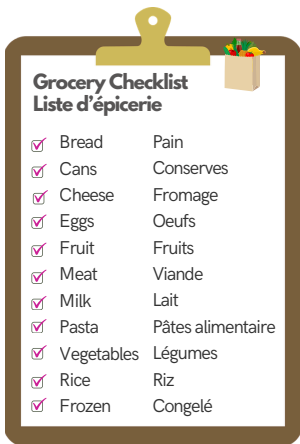 Grocery Checklist
Liste d'épicerie
Bread Pain
Cans Conserves
Cheese Fromage
Eggs Oeufs
Fruit Fruits
Meat Viande
Milk Lait
Pasta Pâtes alimentaire
Vegetables Légumes
Rice Riz
Frozen Congelé